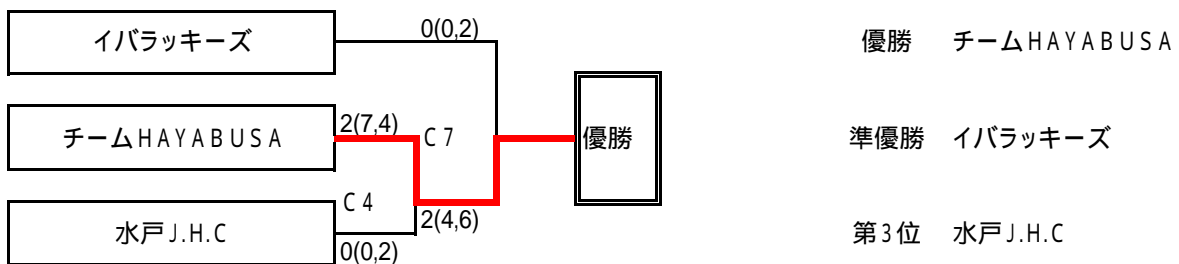 イバラッキーズ
0(0,2)
優勝 チームHAYABUSA
チームHAYABUSA
2(7,4)
C7
優勝
準優勝 イバラッキーズ
C4
水戸J.H.C
2(4,6)
0(0,2)
第3位 水戸J.H.C